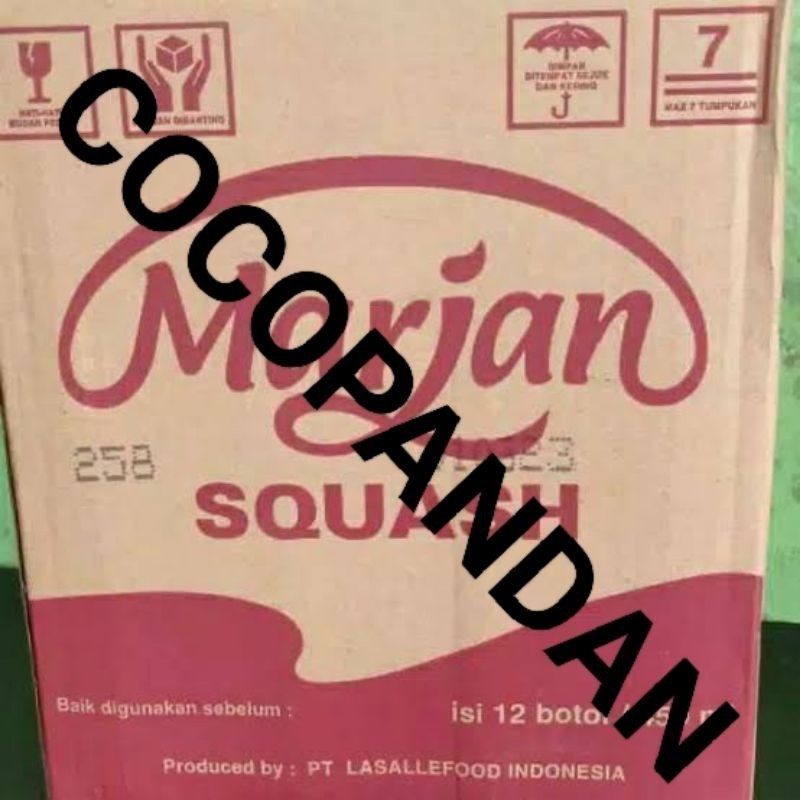 SIMPAN
DITEMPAT SEJUK
DAN KERING
7
MAX 7 TUMPUKAN
DIBANTING
COCOPANDAN
Marjan
258
SQUASH
Baik digunakan sebelum :
isi 12 botol
Produced by : PT LASALLEFOOD INDONESIA